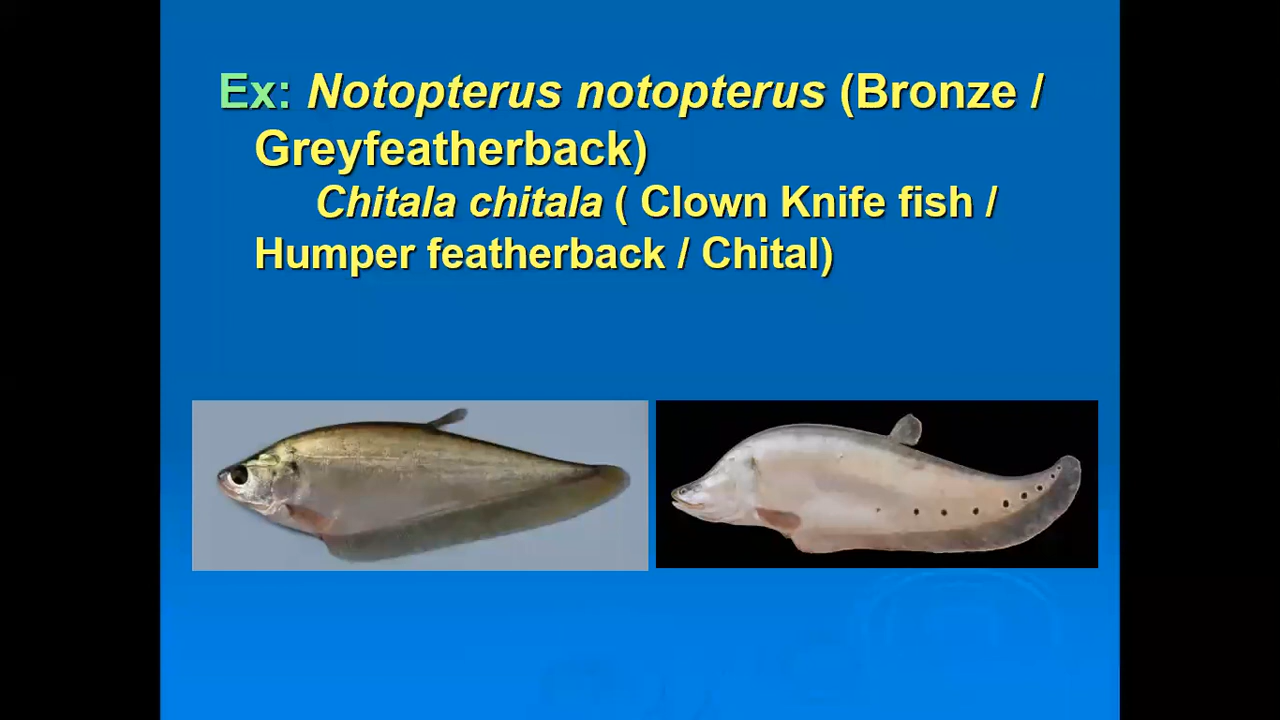 Ex: Notopterus notopterus (Bronze /
Greyfeatherback)
Chitala chitala ( Clown Knife fish /
Humper featherback / Chital)